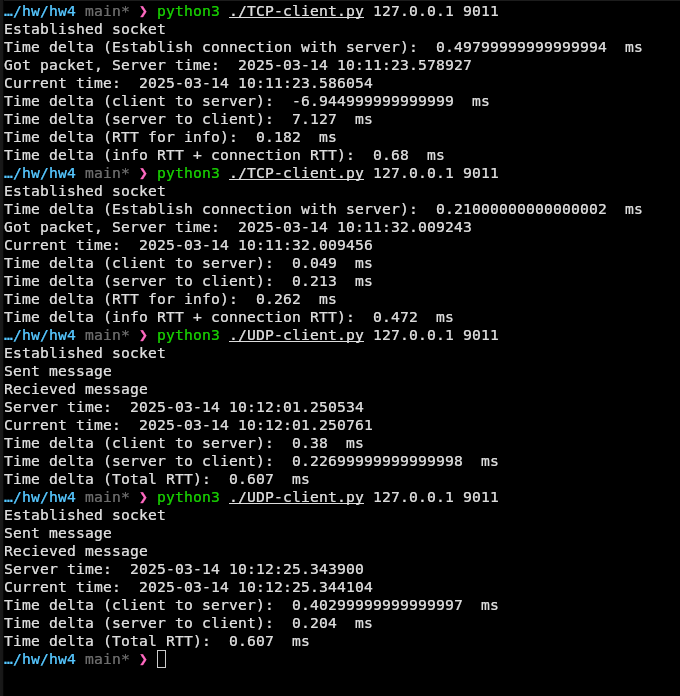 …/hw/hw4 main* ❯ python3 ./TCP-client.py 127.0.0.1 9011
Established socket
Time delta (Establish connection with server):  0.49799999999999994  ms
Got packet, Server time:  2025-03-14 10:11:23.578927
Current time:  2025-03-14 10:11:23.586054
Time delta (client to server):  -6.944999999999999  ms
Time delta (server to client):  7.127  ms
Time delta (RTT for info):  0.182  ms
Time delta (info RTT + connection RTT):  0.68  ms
…/hw/hw4 main* ❯ python3 ./TCP-client.py 127.0.0.1 9011
Established socket
Time delta (Establish connection with server):  0.21000000000000002  ms
Got packet, Server time:  2025-03-14 10:11:32.009243
Current time:  2025-03-14 10:11:32.009456
Time delta (client to server):  0.049  ms
Time delta (server to client):  0.213  ms
Time delta (RTT for info):  0.262  ms
Time delta (info RTT + connection RTT):  0.472  ms
…/hw/hw4 main* ❯ python3 ./UDP-client.py 127.0.0.1 9011
Established socket
Sent message
Recieved message
Server time:  2025-03-14 10:12:01.250534
Current time:  2025-03-14 10:12:01.250761
Time delta (client to server):  0.38  ms
Time delta (server to client):  0.22699999999999998  ms
Time delta (Total RTT):  0.607  ms
…/hw/hw4 main* ❯ python3 ./UDP-client.py 127.0.0.1 9011
Established socket
Sent message
Recieved message
Server time:  2025-03-14 10:12:25.343900
Current time:  2025-03-14 10:12:25.344104
Time delta (client to server):  0.40299999999999997  ms
Time delta (server to client):  0.204  ms
Time delta (Total RTT):  0.607  ms
…/hw/hw4 main* ❯